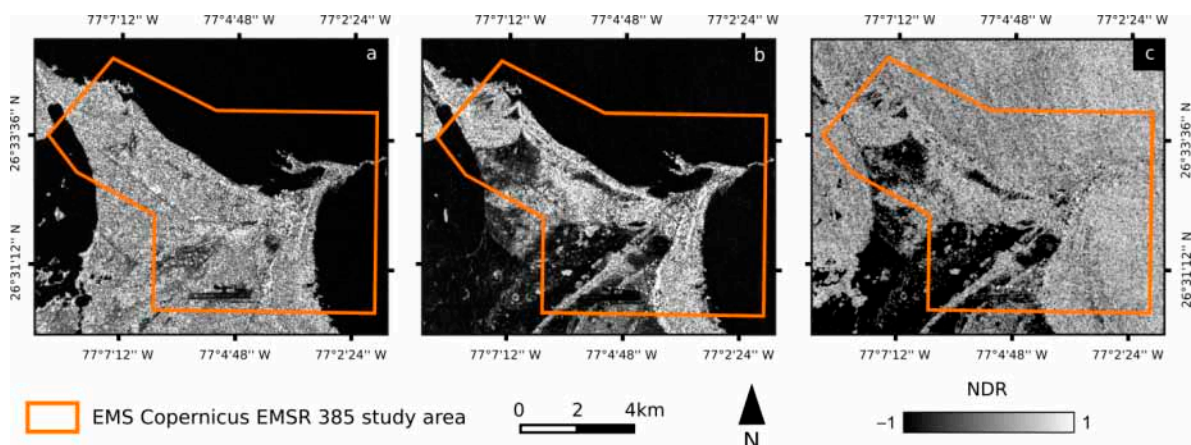 77°7'12'' W 77°4'48'' W 77°2'24'' W 77°7'12'' W 77°4'48'' W 77°2'24'' W 77°7'12'' W 77°4'48'' W 77°2'24'' W
a b c
26°33'36'' N 26°33'36'' N
26°31'12'' N 26°31'12'' N
77°7'12'' W 77°4'48'' W 77°2'24'' W 77°7'12'' W 77°4'48'' W 77°2'24'' W 77°7'12'' W 77°4'48'' W 77°2'24'' W
NDR
EMS Copernicus EMSR 385 study area 0 2 4km −1 1
N